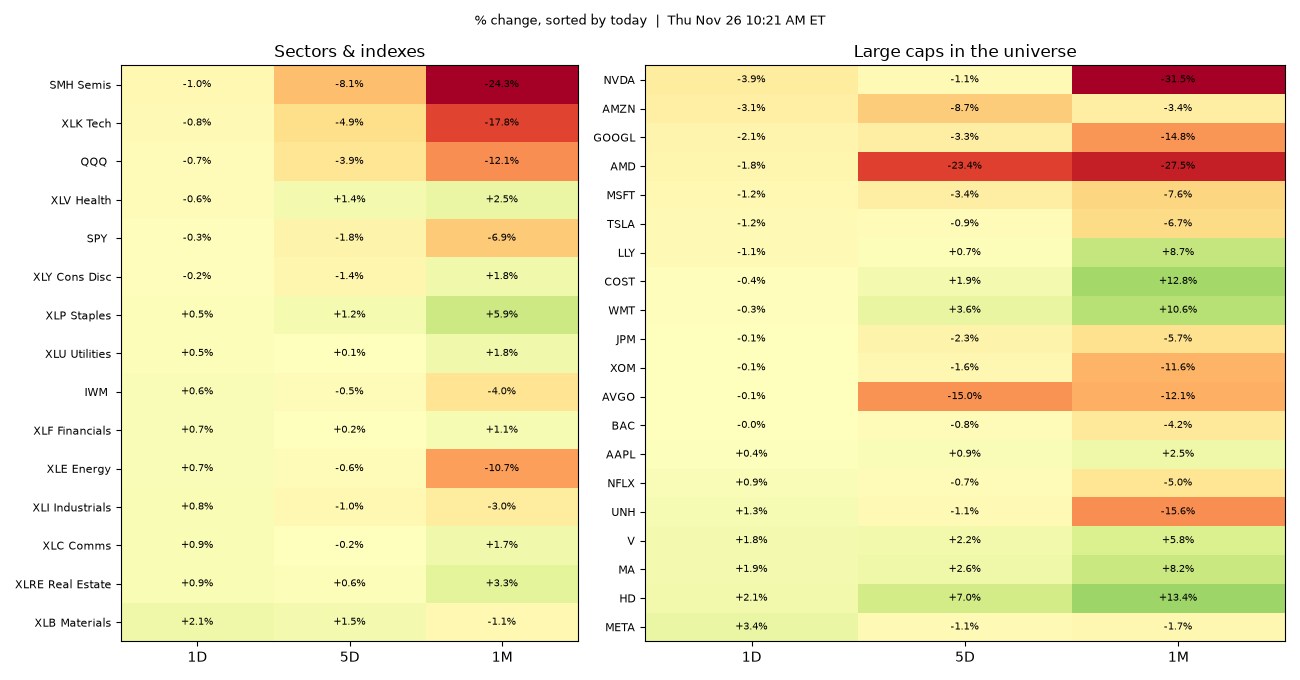 % change, sorted by today | Thu Nov 26 10:21 AM ET
Sectors & indexes
SMH Semis -1.0% -8.1% -24.3%
XLK Tech -0.8% -4.9% -17.8%
QQQ -0.7% -3.9% -12.1%
XLV Health -0.6% +1.4% +2.5%
SPY -0.3% -1.8% -6.9%
XLY Cons Disc -0.2% -1.4% +1.8%
XLP Staples +0.5% +1.2% +5.9%
XLU Utilities +0.5% +0.1% +1.8%
IWM +0.6% -0.5% -4.0%
XLF Financials +0.7% +0.2% +1.1%
XLE Energy +0.7% -0.6% -10.7%
XLI Industrials +0.8% -1.0% -3.0%
XLC Comms +0.9% -0.2% +1.7%
XLRE Real Estate +0.9% +0.6% +3.3%
XLB Materials +2.1% +1.5% -1.1%
1D 5D 1M
Large caps in the universe
NVDA -3.9% -1.1% -31.5%
AMZN -3.1% -8.7% -3.4%
GOOGL -2.1% -3.3% -14.8%
AMD -1.8% -23.4% -27.5%
MSFT -1.2% -3.4% -7.6%
TSLA -1.2% -0.9% -6.7%
LLY -1.1% +0.7% +8.7%
COST -0.4% +1.9% +12.8%
WMT -0.3% +3.6% +10.6%
JPM -0.1% -2.3% -5.7%
XOM -0.1% -1.6% -11.6%
AVGO -0.1% -15.0% -12.1%
BAC -0.0% -0.8% -4.2%
AAPL +0.4% +0.9% +2.5%
NFLX +0.9% -0.7% -5.0%
UNH +1.3% -1.1% -15.6%
V +1.8% +2.2% +5.8%
MA +1.9% +2.6% +8.2%
HD +2.1% +7.0% +13.4%
META +3.4% -1.1% -1.7%
1D 5D 1M